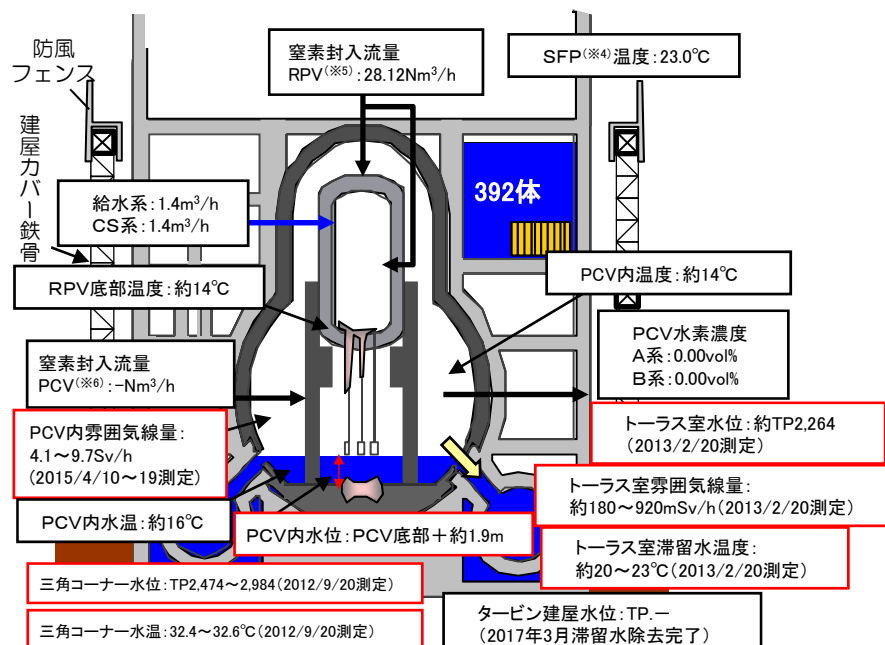 防風
フェンス
建屋カバー鉄骨
窒素封入流量
RPV(※5)：28.12Nm³/h
SFP(※4)温度：23.0℃
給水系：1.4m³/h
CS系：1.4m³/h
392体
RPV底部温度：約14℃
PCV内温度：約14℃
窒素封入流量
PCV(※6)：-Nm³/h
PCV水素濃度
A系：0.00vol%
B系：0.00vol%
PCV内雰囲気線量：
4.1～9.7Sv/h
(2015/4/10～19測定)
トーラス室水位：約TP2,264
(2013/2/20測定)
トーラス室雰囲気線量：
約180～920mSv/h(2013/2/20測定)
PCV内水温：約16℃
PCV内水位：PCV底部＋約1.9m
トーラス室滞留水温度：
約20～23℃(2013/2/20測定)
三角コーナー水位：TP2,474～2,984(2012/9/20測定)
三角コーナー水温：32.4～32.6℃(2012/9/20測定)
タービン建屋水位：TP.－
(2017年3月滞留水除去完了)